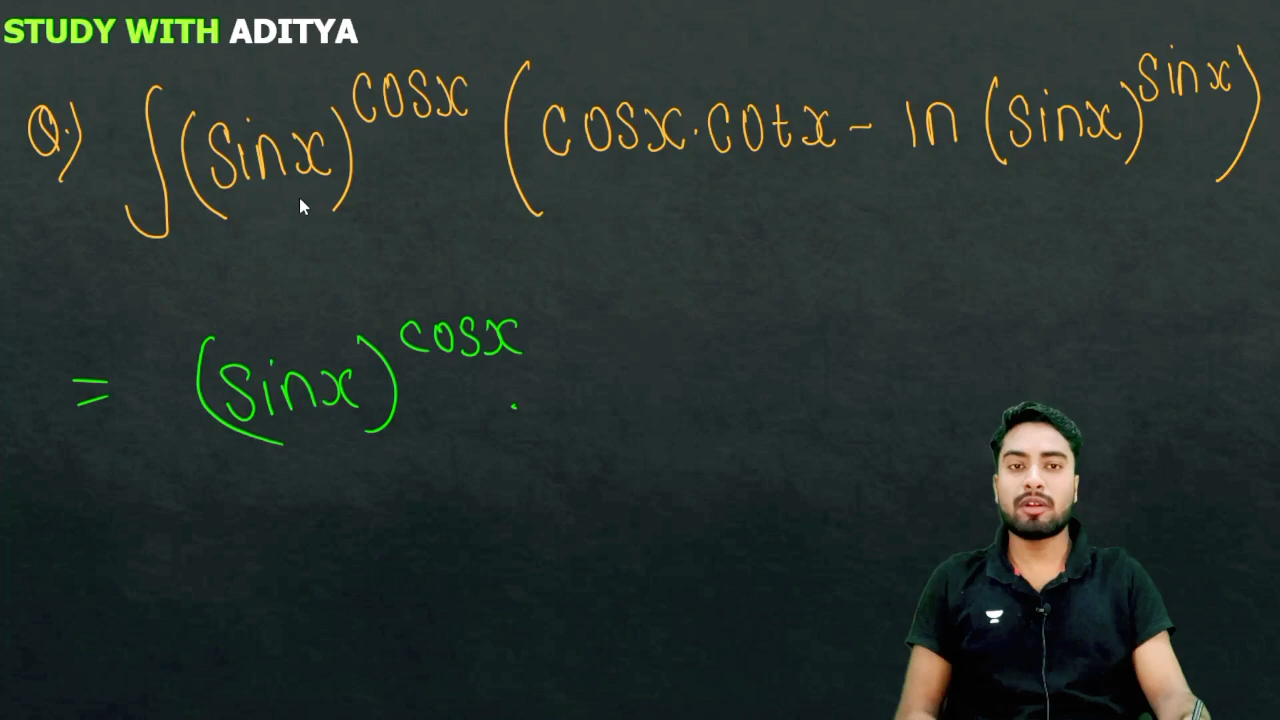 STUDY WITH ADITYA
Q.) ∫(sinx)^cosx (cosx.cotx - ln (sinx)^sinx)
= (sinx)^cosx .